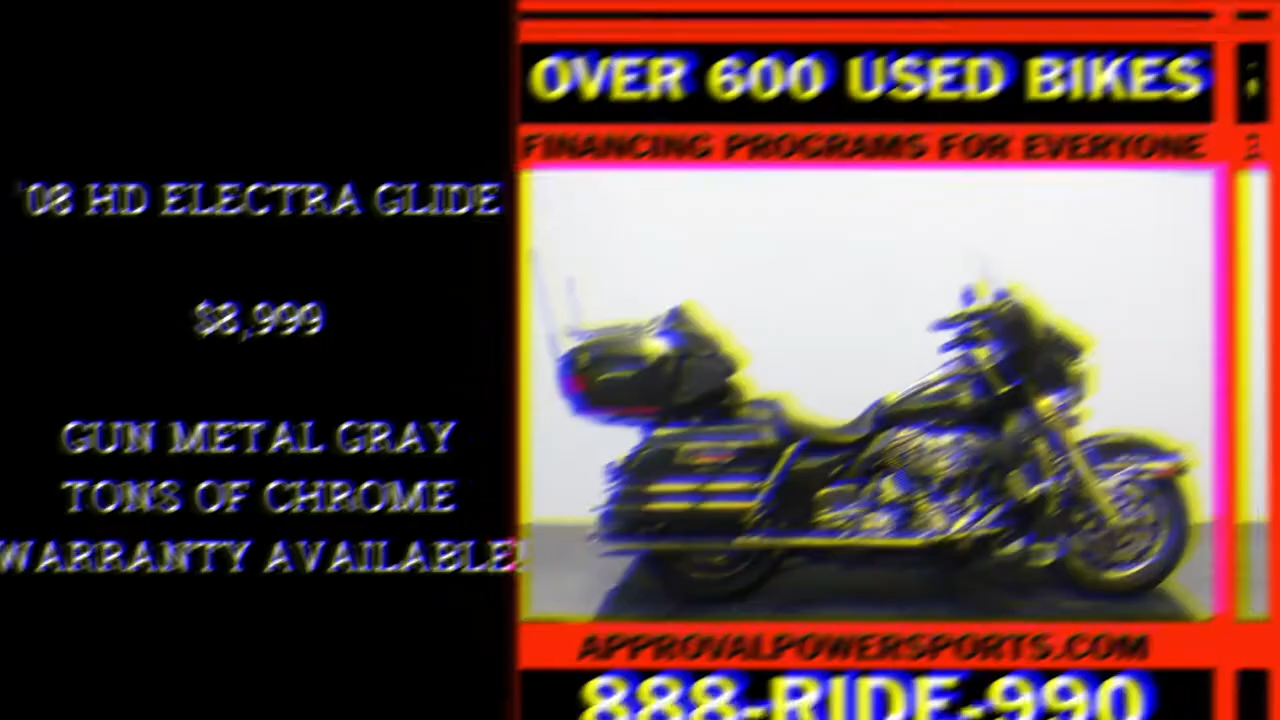 '08 HD ELECTRA GLIDE
$8,999
GUN METAL GRAY
TONS OF CHROME
WARRANTY AVAILABLE!
OVER 600 USED BIKES
FINANCING PROGRAMS FOR EVERYONE
APPROVALPOWERSPORTS.COM
888-RIDE-990